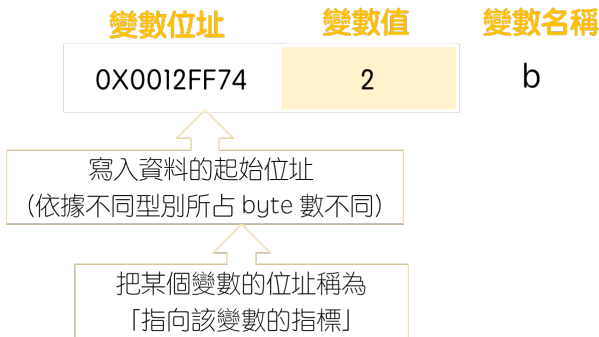 變數位址 變數值 變數名稱
0X0012FF74 2 b
寫入資料的起始位址
(依據不同型別所占 byte 數不同)
把某個變數的位址稱為
「指向該變數的指標」